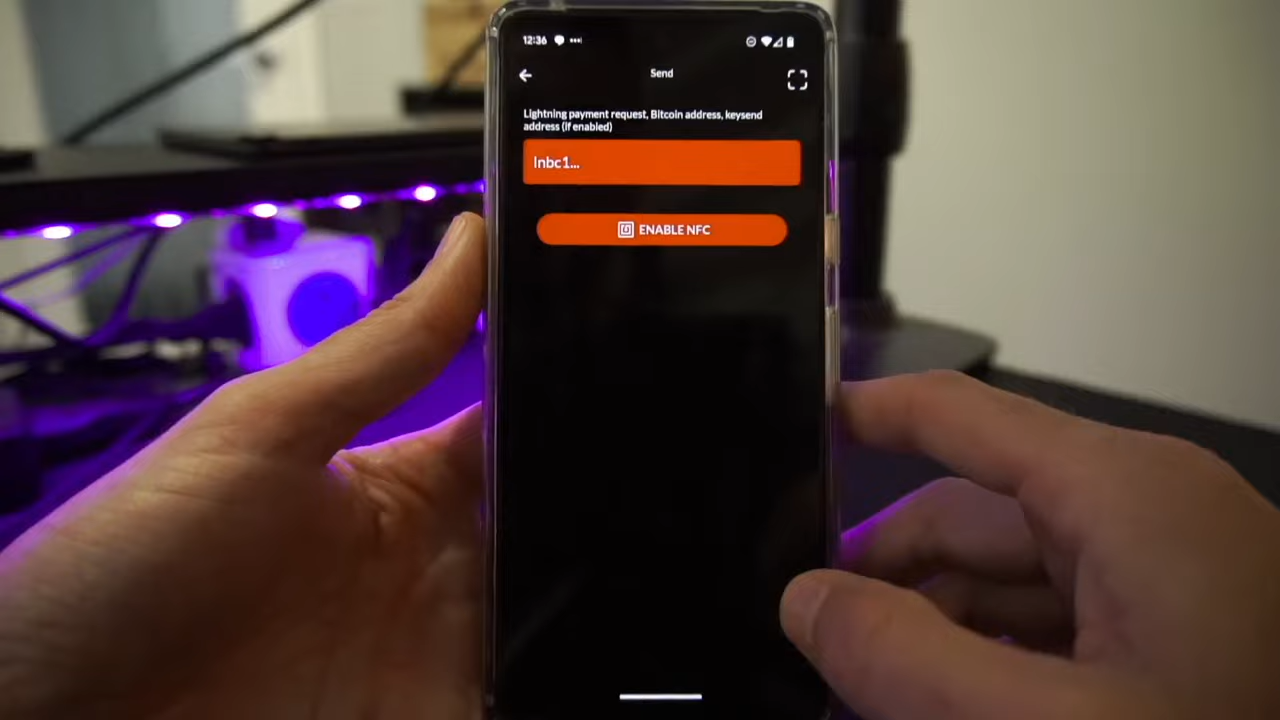 12:36
Send
Lightning payment request, Bitcoin address, keysend
address (if enabled)
lnbc1...
ENABLE NFC